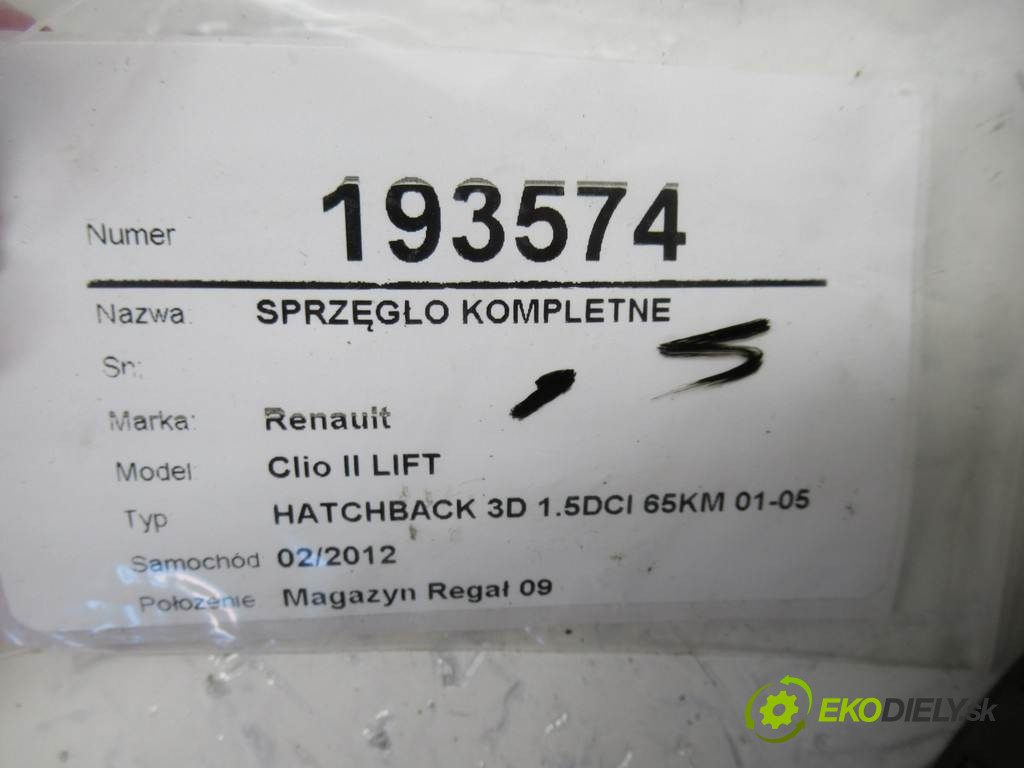 Numer 193574
Nazwa: SPRZĘGŁO KOMPLETNE
Sn:
Marka: Renault
Model: Clio II LIFT
Typ HATCHBACK 3D 1.5DCI 65KM 01-05
Samochód 02/2012
Położenie Magazyn Regał 09
EKODIELY.sk